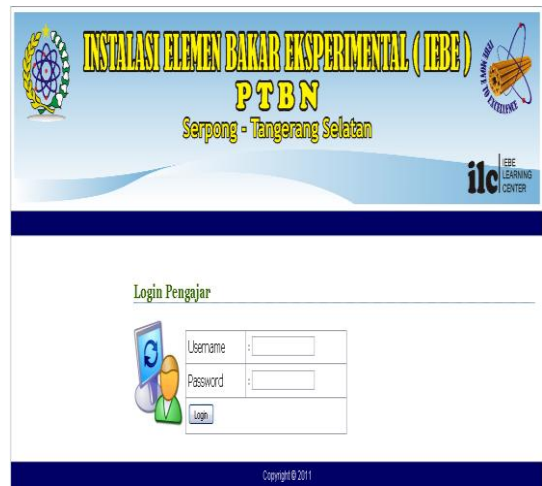 INSTALASI ELEMEN BAKAR EKSPERIMENTAL ( IEBE )
PTBN
Serpong - Tangerang Selatan
ilc IEBE
LEARNING
CENTER
Login Pengajar
Username :
Password :
Login
Copyright © 2011